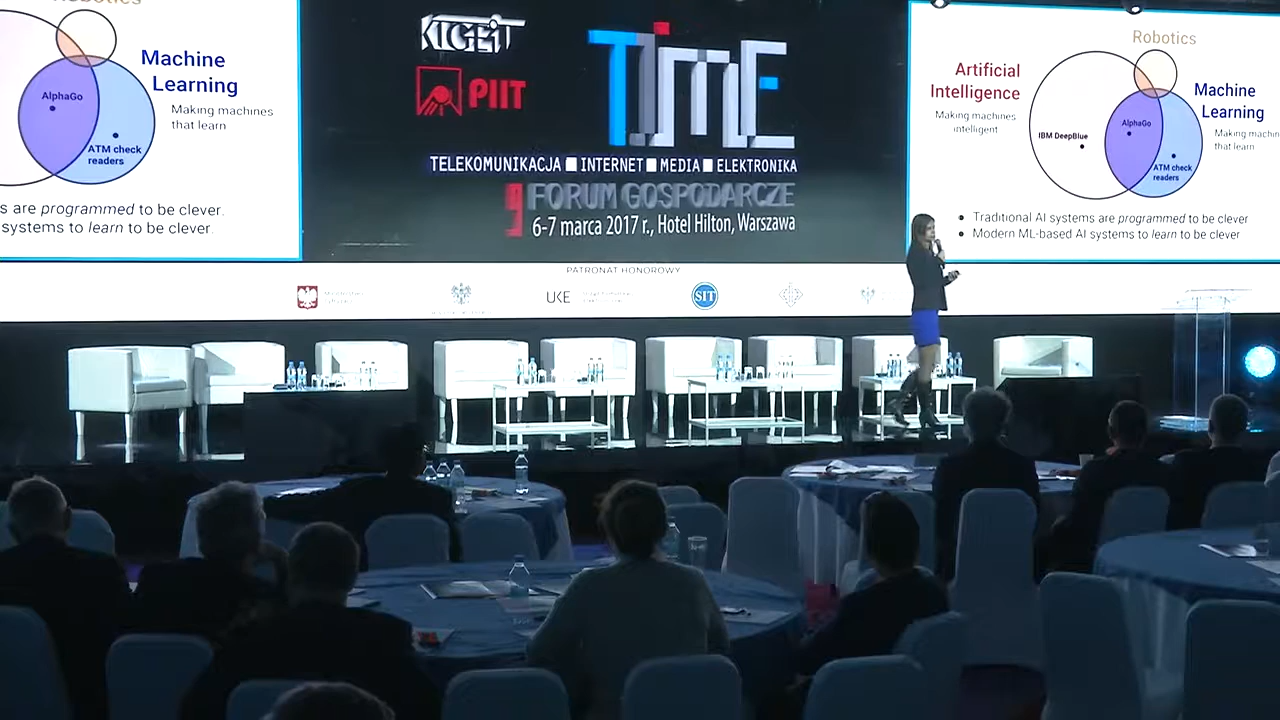 Robotics
Machine
Learning
Making machines
that learn
AlphaGo
ATM check
readers
s are programmed to be clever.
systems to learn to be clever.
KIGEiT
PIIT
TIME
TELEKOMUNIKACJA ■ INTERNET ■ MEDIA ■ ELEKTRONIKA
9 FORUM GOSPODARCZE
6-7 marca 2017 r., Hotel Hilton, Warszawa
PATRONAT HONOROWY
UKE
SIT
Robotics
Artificial
Intelligence
Making machines
intelligent
Machine
Learning
Making machin
that learn
IBM DeepBlue
AlphaGo
ATM check
readers
• Traditional AI systems are programmed to be clever
• Modern ML-based AI systems to learn to be clever